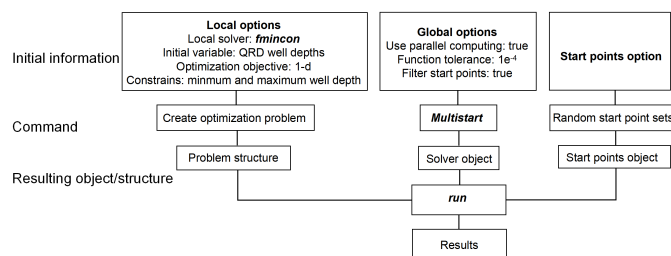 Initial information
Local options
Local solver: fmincon
Initial variable: QRD well depths
Optimization objective: 1-d
Constrains: minmum and maximum well depth
Global options
Use parallel computing: true
Function tolerance: 1e⁻⁴
Filter start points: true
Start points option
Command
Create optimization problem
Multistart
Random start point sets
Resulting object/structure
Problem structure
Solver object
Start points object
run
Results